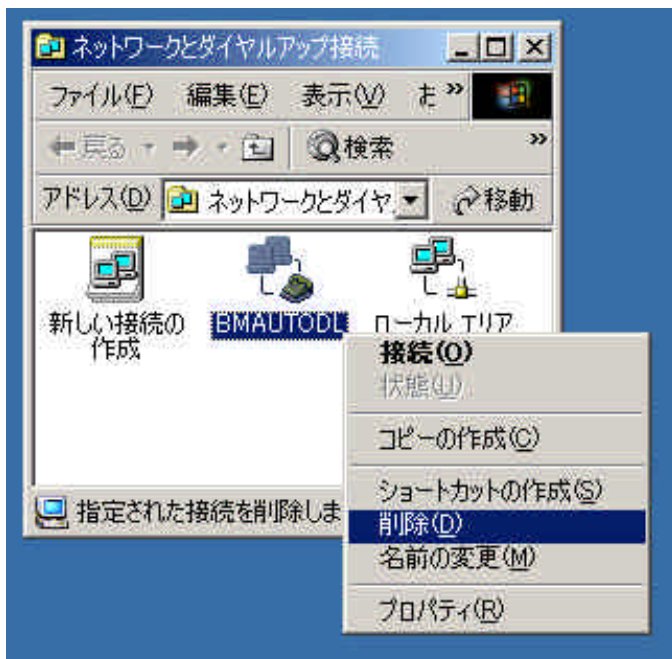 ネットワークとダイヤルアップ接続
ファイル(F) 編集(E) 表示(V) お»
戻る 検索 »
アドレス(D) ネットワークとダイヤ 移動
新しい接続の
作成
BMAUTODL
ローカル エリア
接続(O)
状態(U)
コピーの作成(C)
ショートカットの作成(S)
削除(D)
名前の変更(M)
プロパティ(R)
指定された接続を削除しま